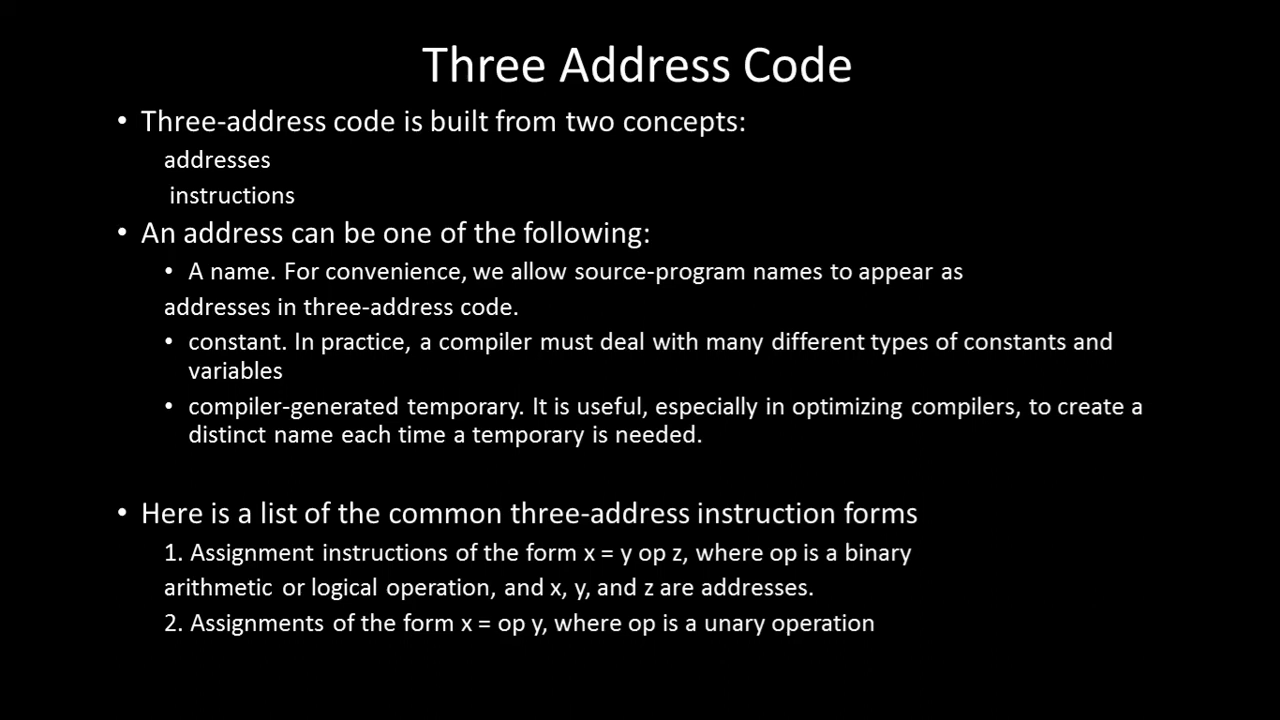 Three Address Code
• Three-address code is built from two concepts:
addresses
instructions
• An address can be one of the following:
• A name. For convenience, we allow source-program names to appear as
addresses in three-address code.
• constant. In practice, a compiler must deal with many different types of constants and
variables
• compiler-generated temporary. It is useful, especially in optimizing compilers, to create a
distinct name each time a temporary is needed.
• Here is a list of the common three-address instruction forms
1. Assignment instructions of the form x = y op z, where op is a binary
arithmetic or logical operation, and x, y, and z are addresses.
2. Assignments of the form x = op y, where op is a unary operation